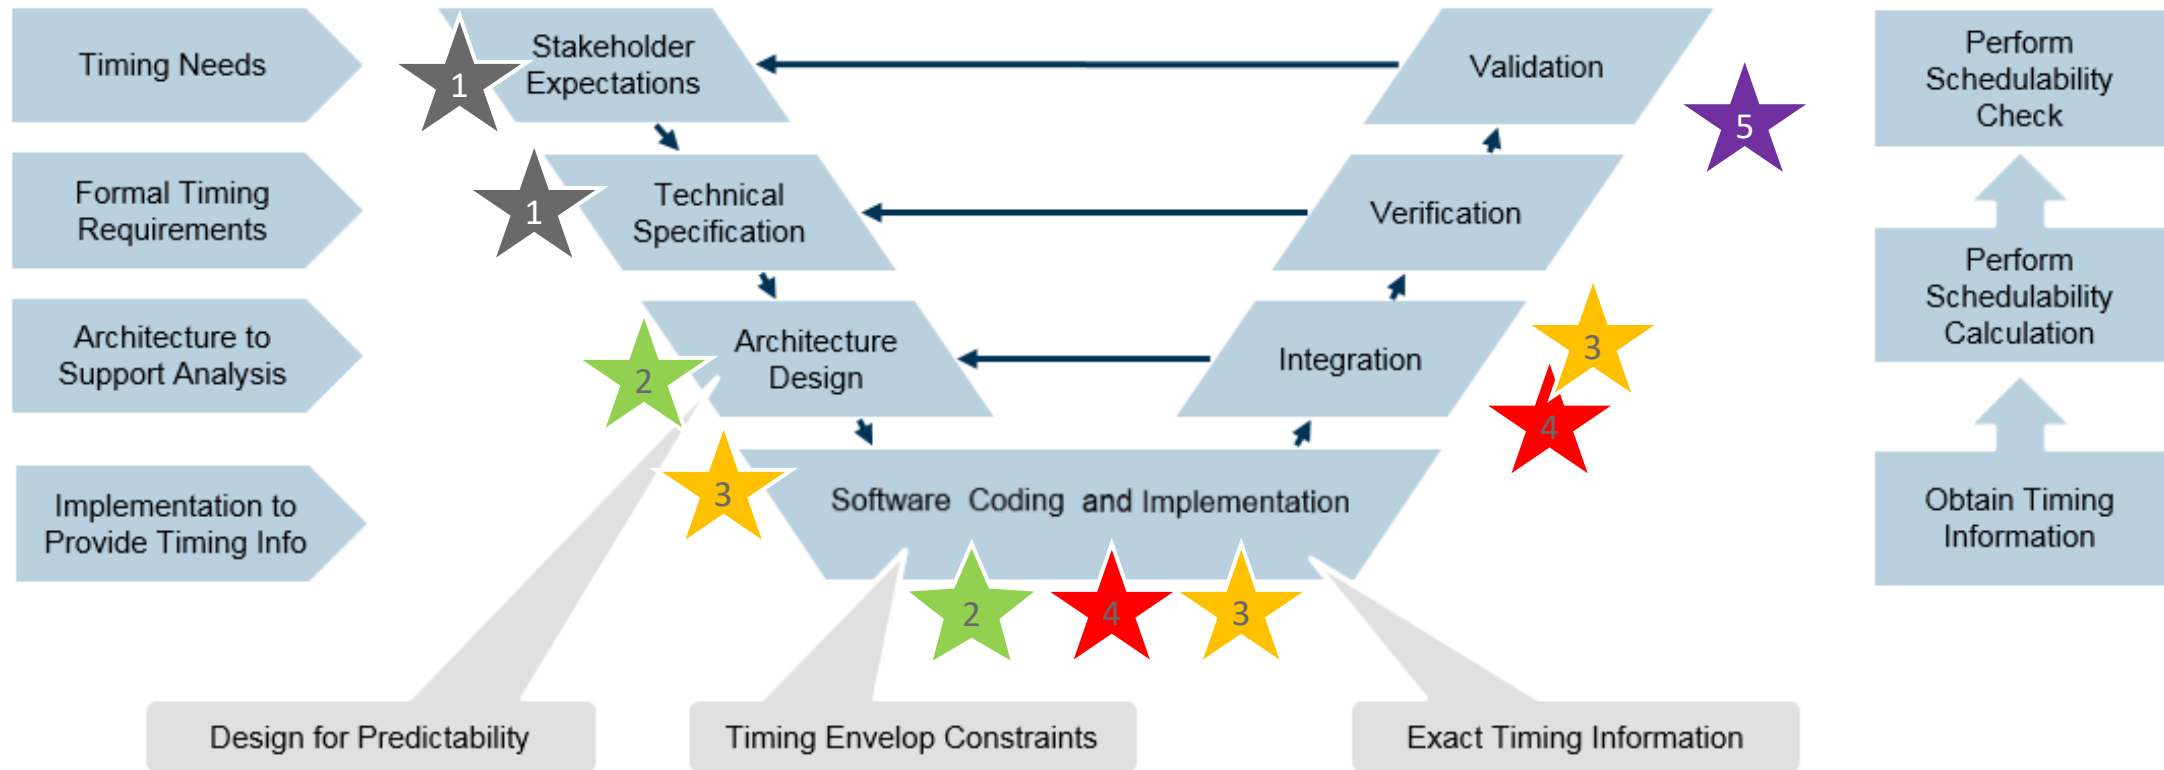 Timing Needs
Stakeholder
Expectations
1
Validation
5
Perform
Schedulability
Check
Formal Timing
Requirements
1
Technical
Specification
Verification
Architecture to
Support Analysis
2
Architecture
Design
Integration
3
4
Perform
Schedulability
Calculation
Implementation to
Provide Timing Info
3
Software Coding and Implementation
2
4
3
Obtain Timing
Information
Design for Predictability
Timing Envelop Constraints
Exact Timing Information